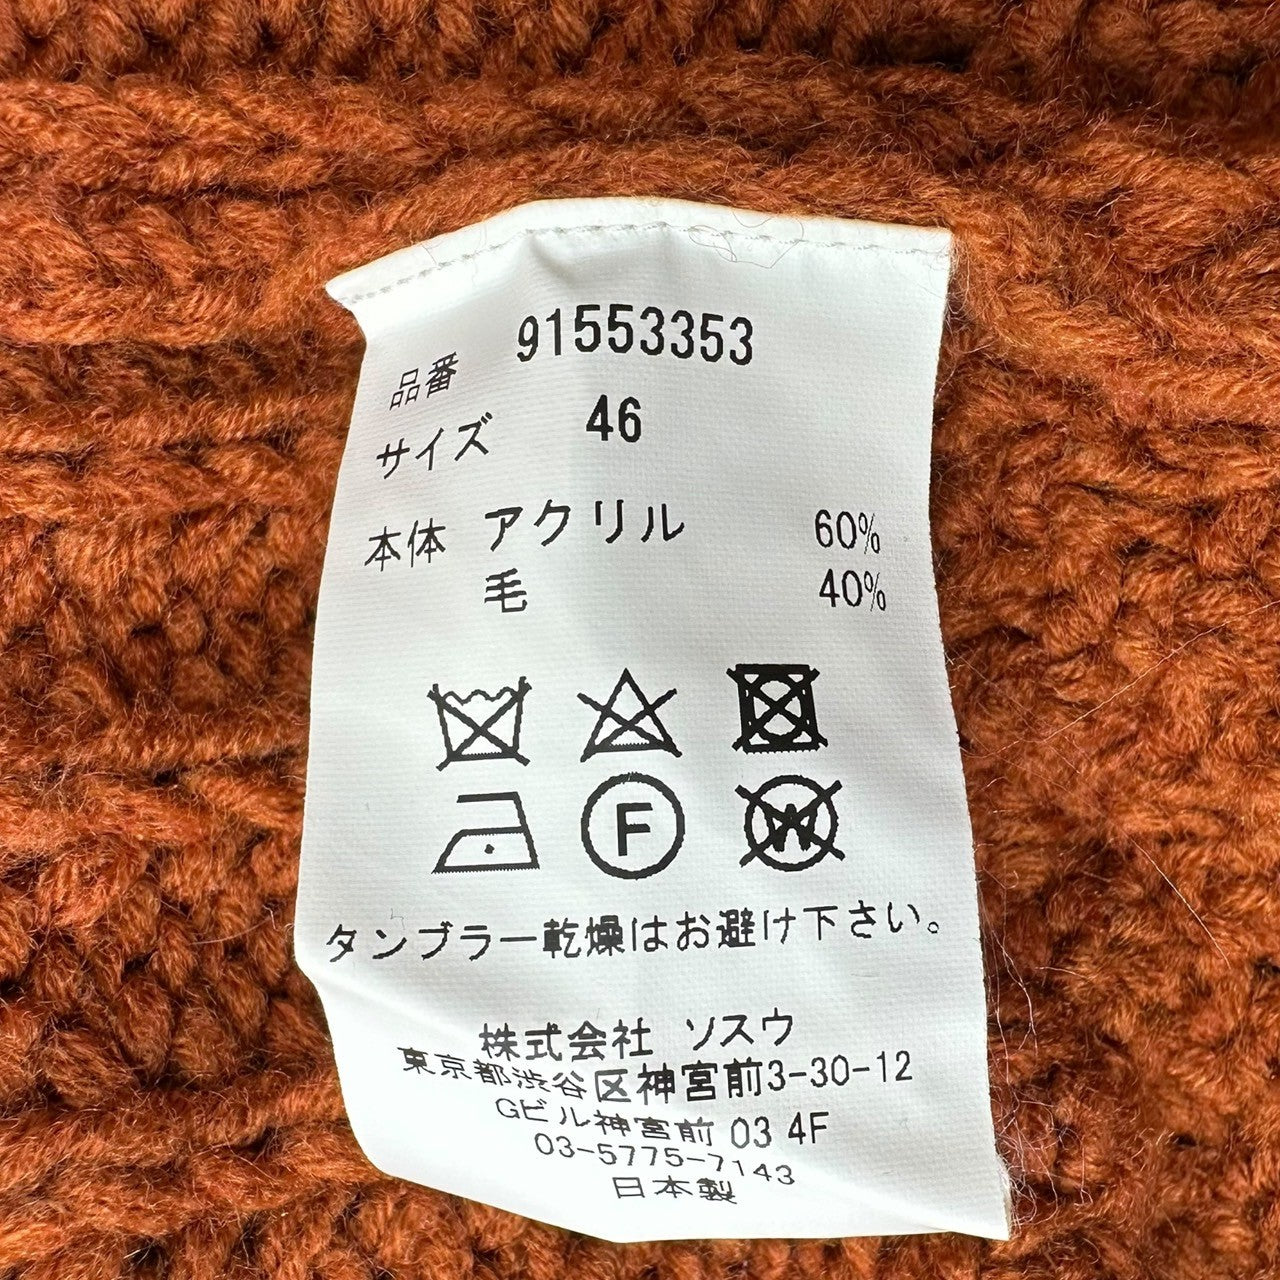 品番 91553353
サイズ 46
本体 アクリル 60%
毛 40%
F
W
タンブラー乾燥はお避け下さい。
株式会社 ソスウ
東京都渋谷区神宮前3-30-12
Gビル神宮前 03 4F
03-5775-7143
日本製